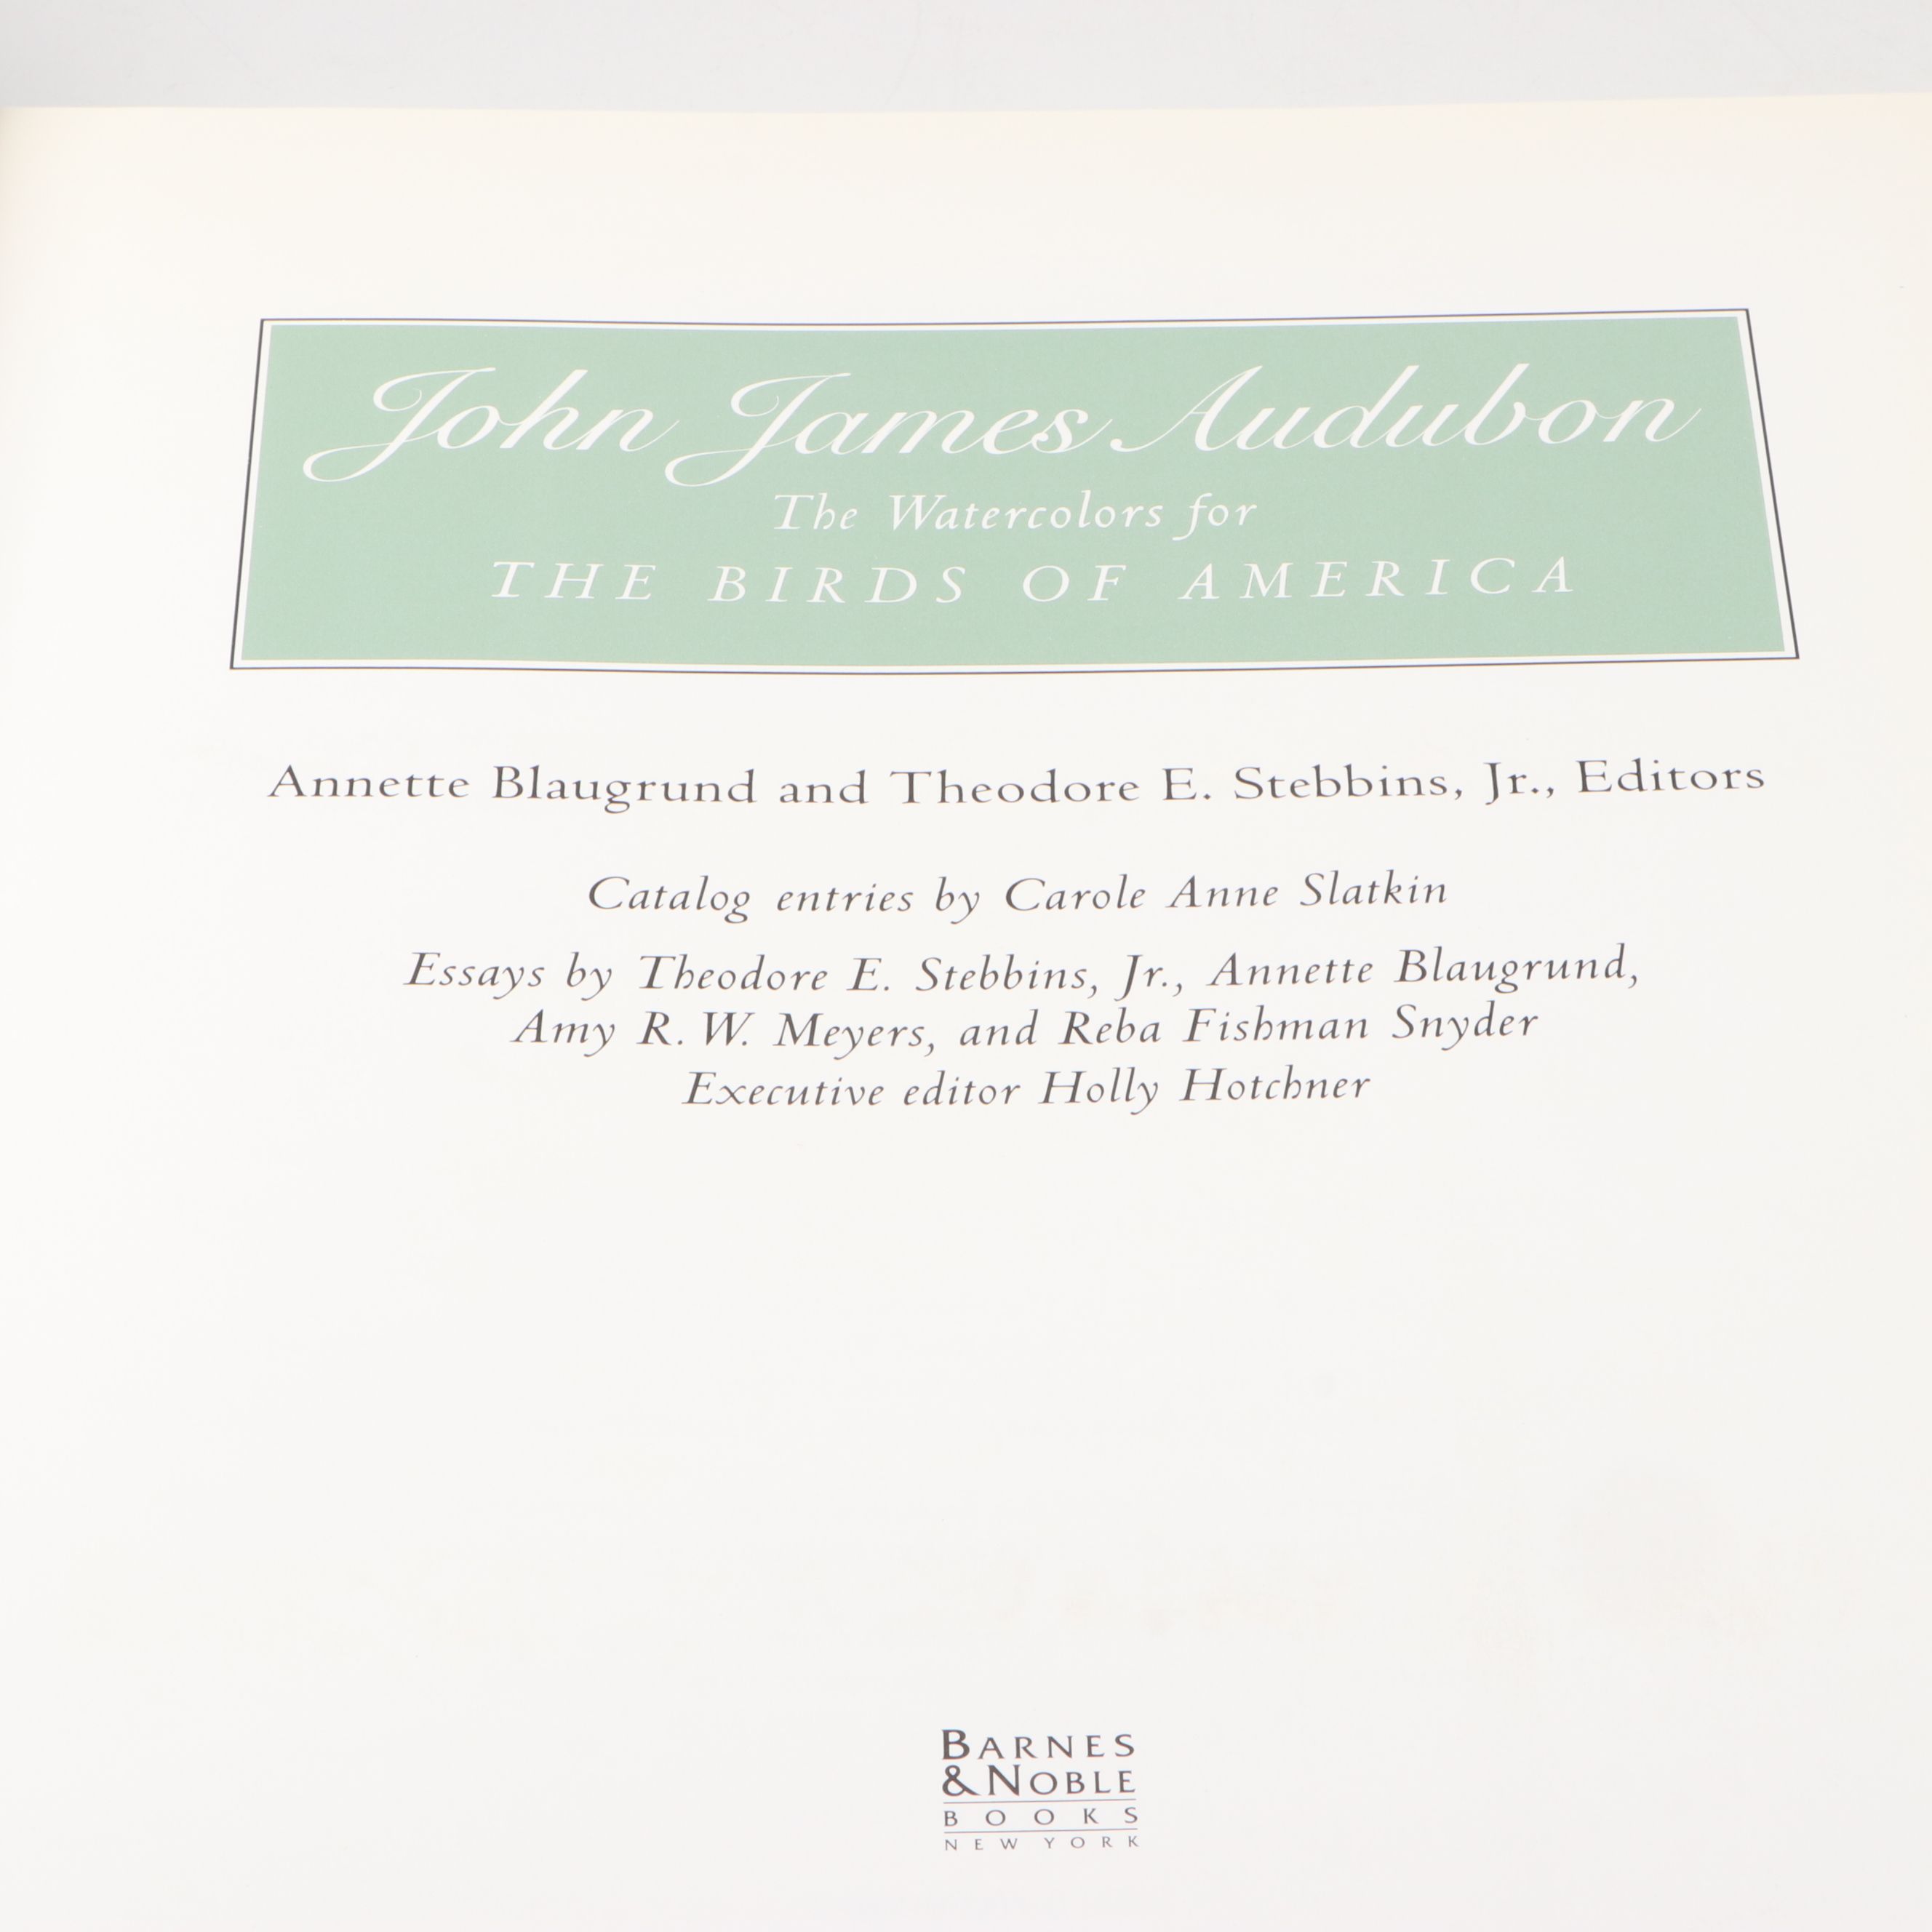 John James Audubon
The Watercolors for
THE BIRDS OF AMERICA
Annette Blaugrund and Theodore E. Stebbins, Jr., Editors
Catalog entries by Carole Anne Slatkin
Essays by Theodore E. Stebbins, Jr., Annette Blaugrund,
Amy R. W. Meyers, and Reba Fishman Snyder
Executive editor Holly Hotchner
BARNES
& NOBLE
BOOKS
NEW YORK